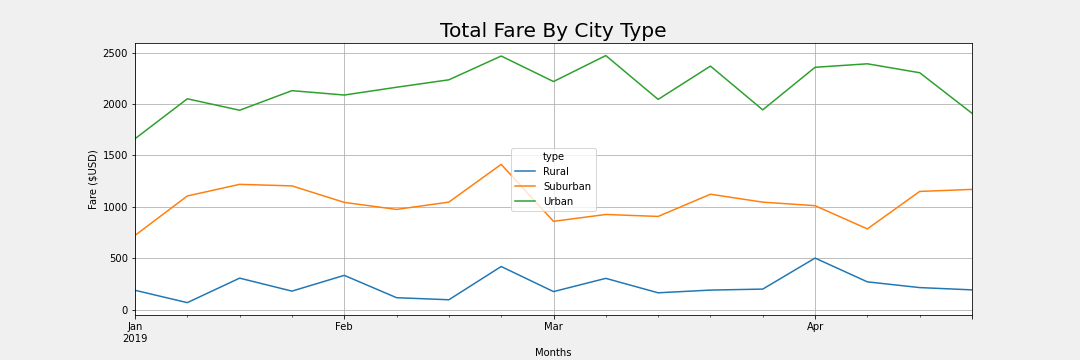 Total Fare By City Type
2500
2000
1500
1000
500
0
Fare ($USD)
type
Rural
Suburban
Urban
Jan Feb Mar Apr
2019
Months